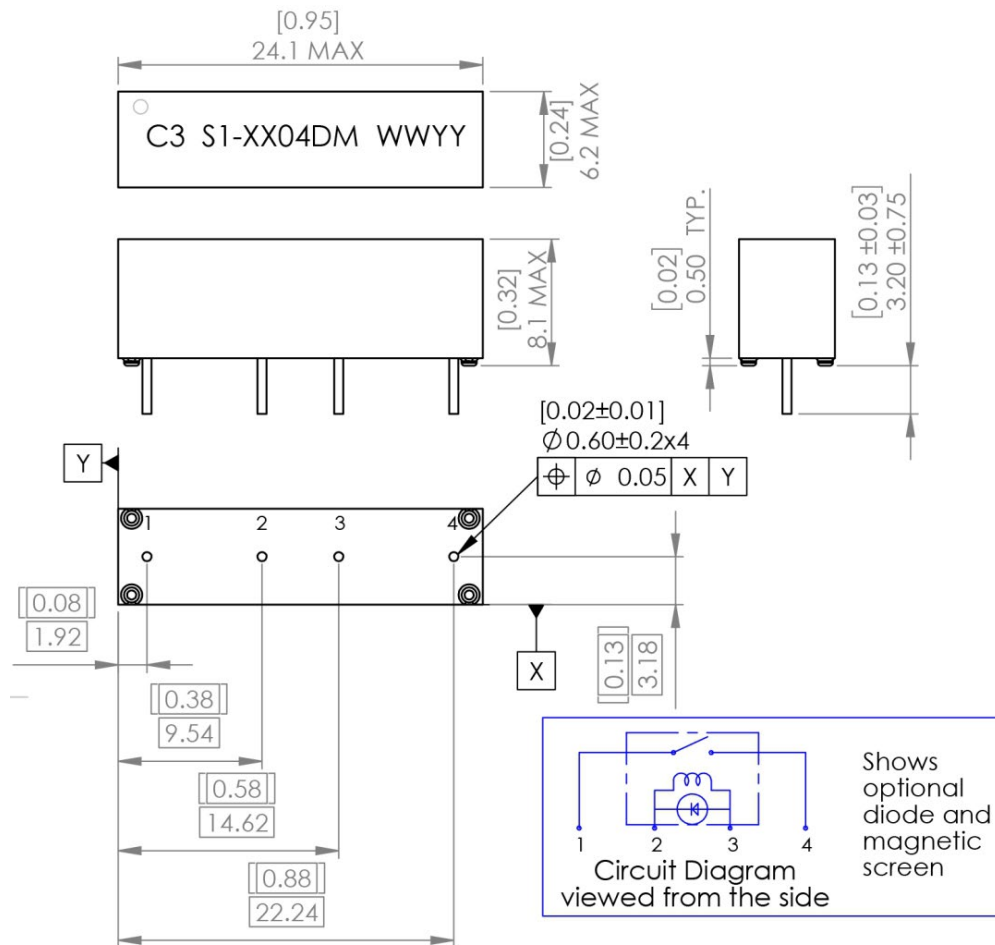 [0.95]
24.1 MAX
C3 S1-XX04DM WWYY
[0.24]
6.2 MAX
[0.32]
8.1 MAX
[0.02]
0.50 TYP.
[0.13 ±0.03]
3.20 ±0.75
[0.02±0.01]
Ø0.60±0.2x4
⌖ Ø 0.05 X Y
Y
1 2 3 4
[0.08]
1.92
X
[0.13]
3.18
[0.38]
9.54
[0.58]
14.62
[0.88]
22.24
1 2 3 4
Circuit Diagram
viewed from the side
Shows
optional
diode and
magnetic
screen